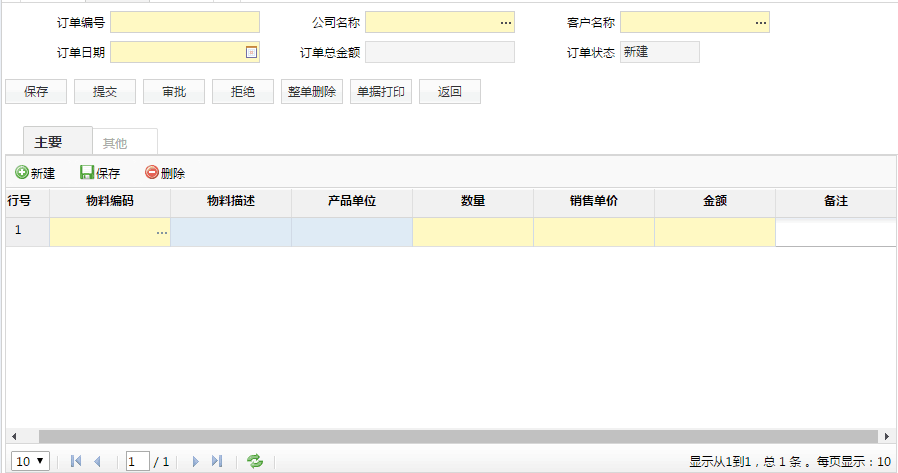 订单编号 公司名称 ... 客户名称 ...
订单日期 订单总金额 订单状态 新建
保存 提交 审批 拒绝 整单删除 单据打印 返回
主要 其他
新建 保存 删除
行号 物料编码 物料描述 产品单位 数量 销售单价 金额 备注
1 ...
10 1 / 1 显示从1到1，总 1 条 。每页显示：10